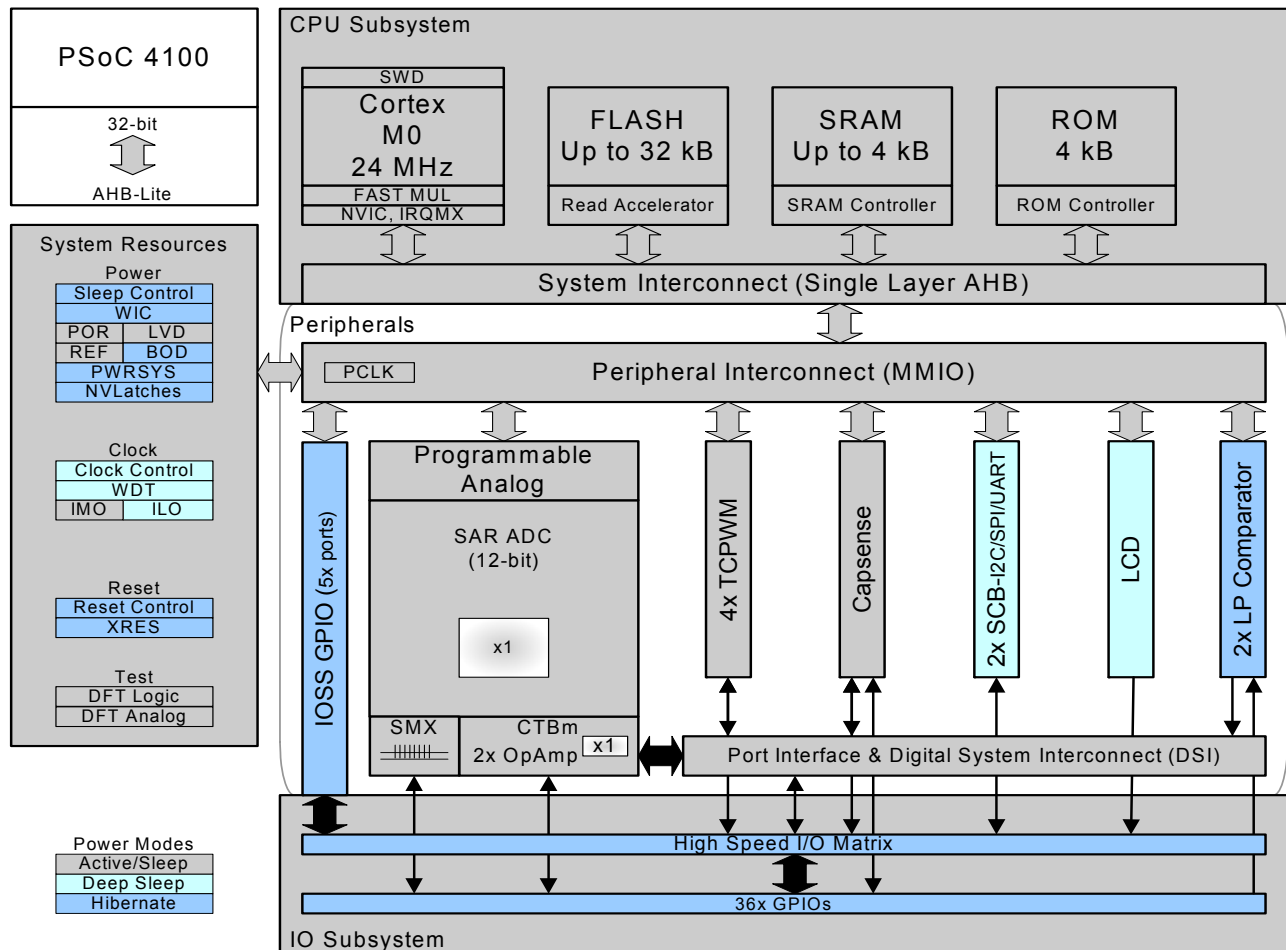 PSoC 4100
32-bit
AHB-Lite
CPU Subsystem
SWD
Cortex
M0
24 MHz
FAST MUL
NVIC, IRQMX
FLASH
Up to 32 kB
Read Accelerator
SRAM
Up to 4 kB
SRAM Controller
ROM
4 kB
ROM Controller
System Interconnect (Single Layer AHB)
System Resources
Power
Sleep Control
WIC
POR LVD
REF BOD
PWRSYS
NVLatches
Clock
Clock Control
WDT
IMO ILO
Reset
Reset Control
XRES
Test
DFT Logic
DFT Analog
Peripherals
PCLK
Peripheral Interconnect (MMIO)
IOSS GPIO (5x ports)
Programmable
Analog
SAR ADC
(12-bit)
x1
SMX
CTBm
2x OpAmp
x1
4x TCPWM
Capsense
2x SCB-I2C/SPI/UART
LCD
2x LP Comparator
Port Interface & Digital System Interconnect (DSI)
High Speed I/O Matrix
36x GPIOs
IO Subsystem
Power Modes
Active/Sleep
Deep Sleep
Hibernate